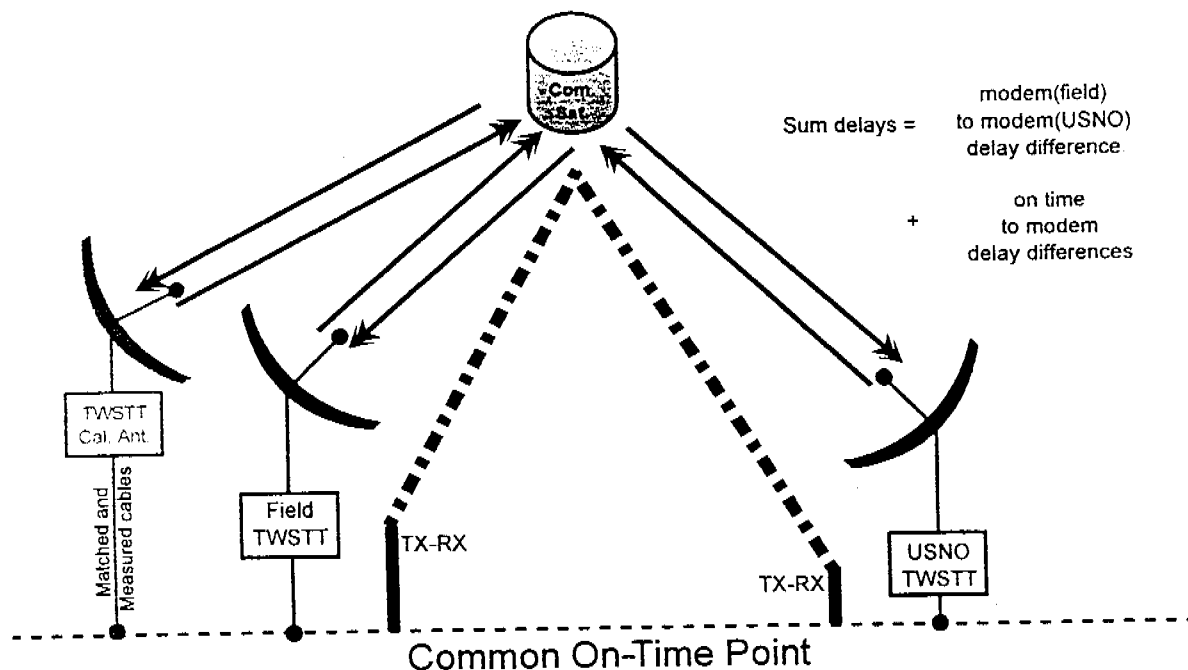 Com.
Sat.
Sum delays =
modem(field)
to modem(USNO)
delay difference
+
on time
to modem
delay differences
TWSTT
Cal. Ant.
Matched and
Measured cables
Field
TWSTT
TX-RX
TX-RX
USNO
TWSTT
Common On-Time Point